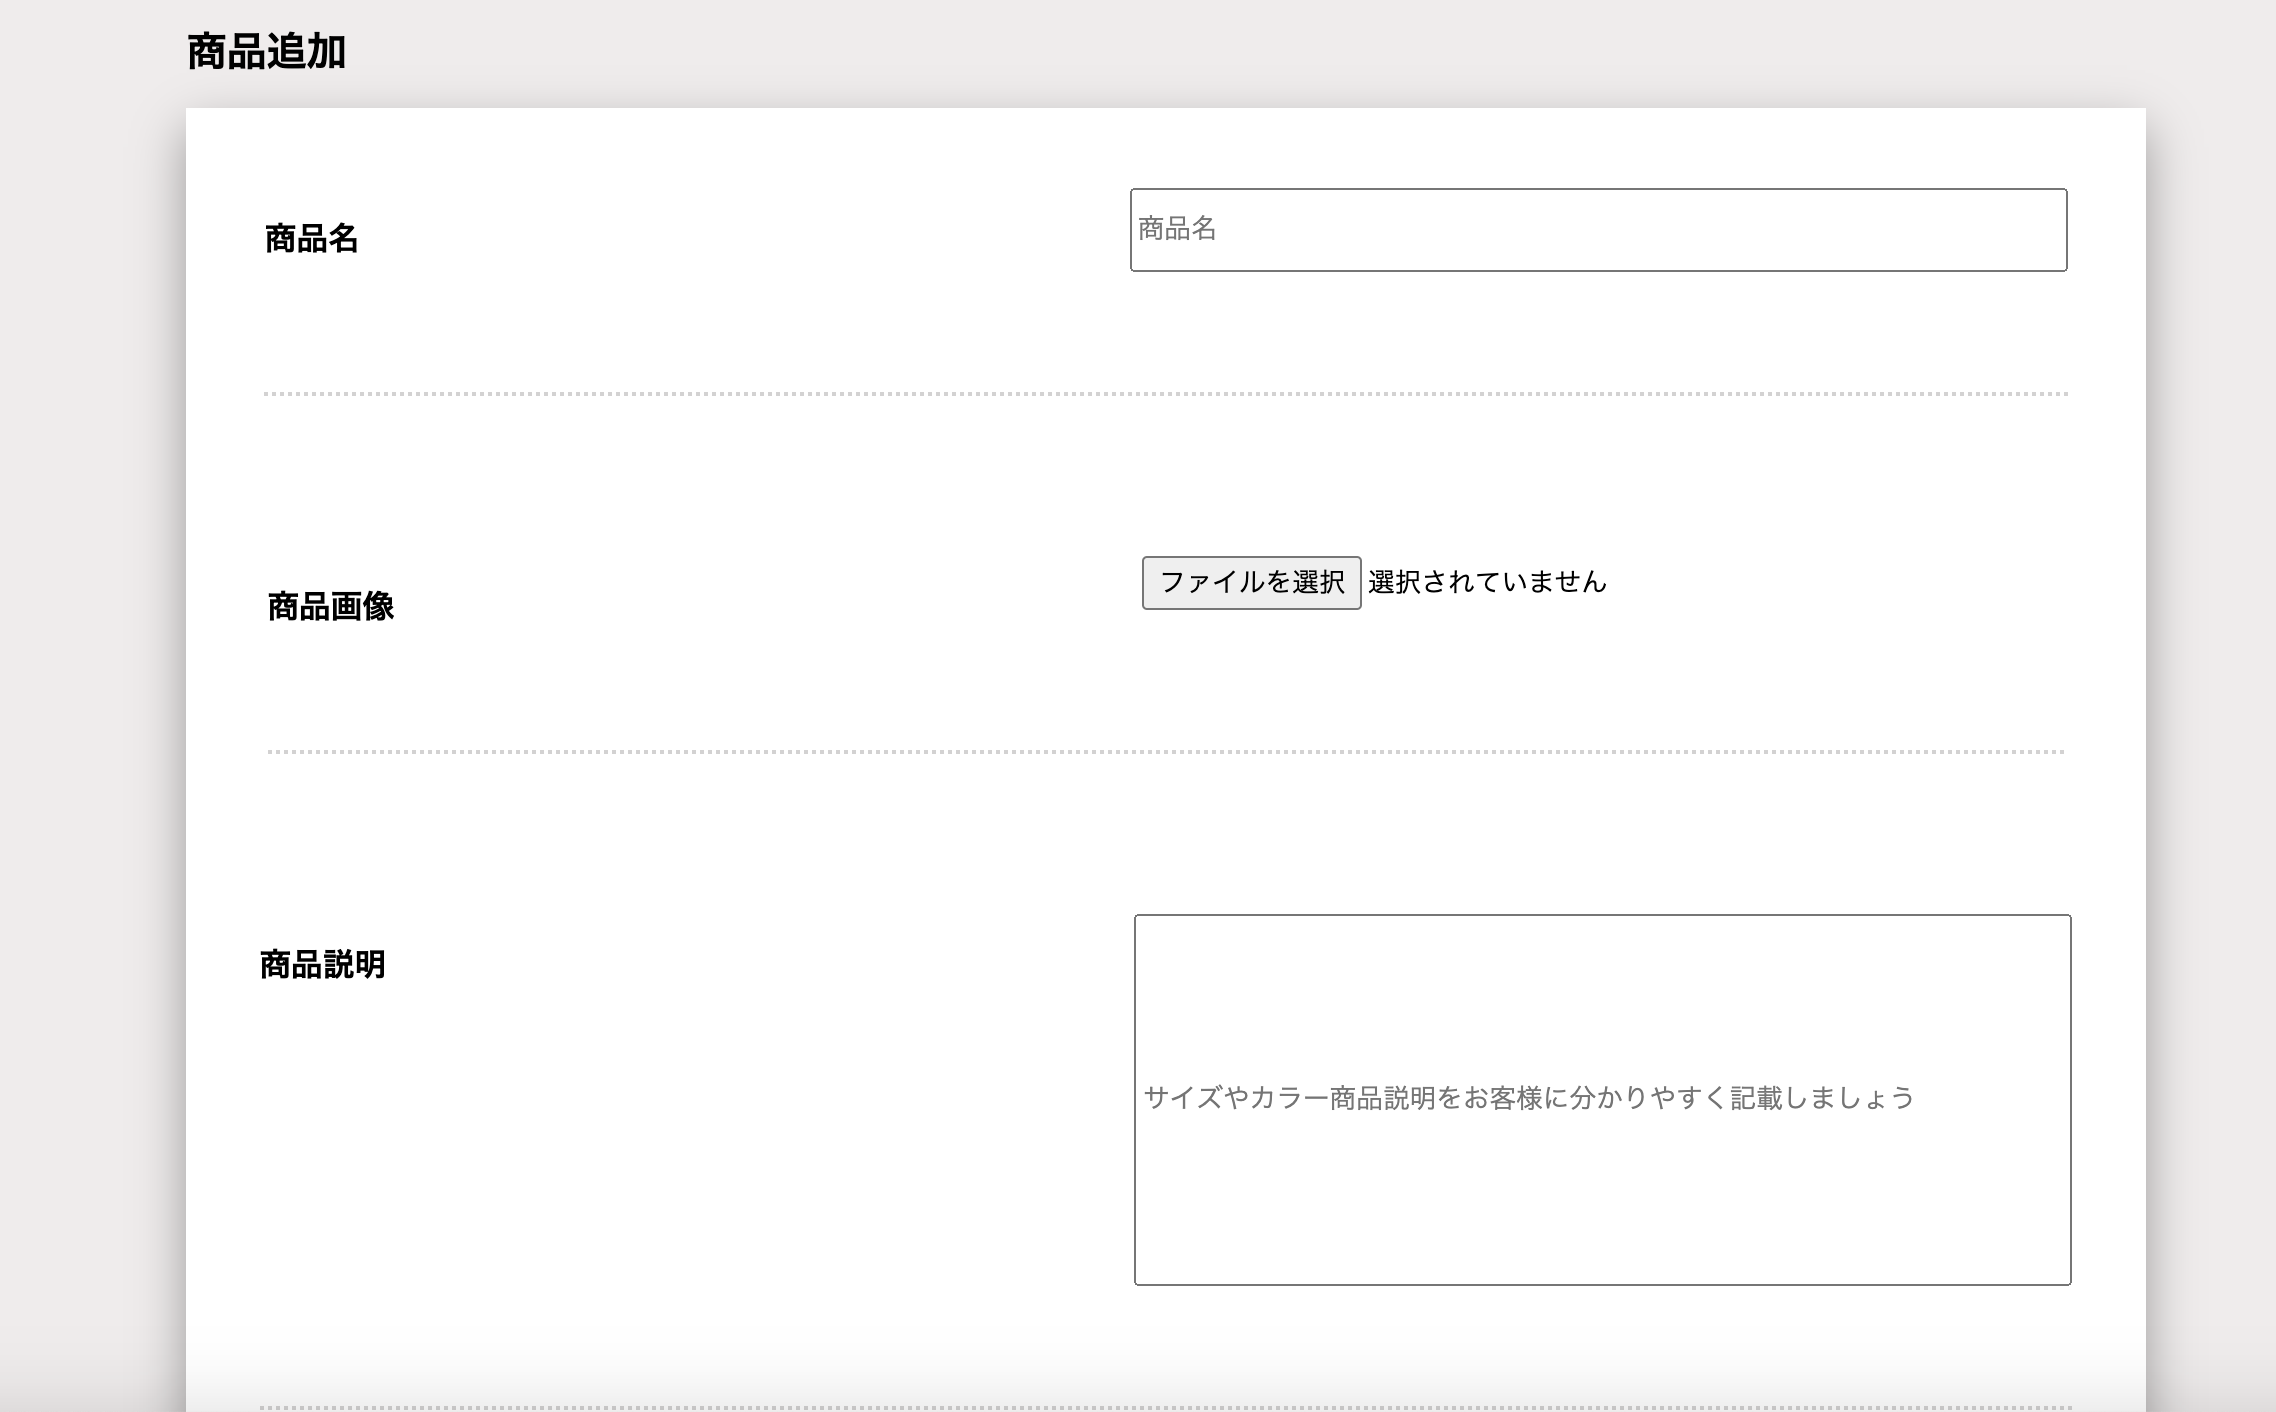 商品追加
商品名
商品名
商品画像
ファイルを選択 選択されていません
商品説明
サイズやカラー商品説明をお客様に分かりやすく記載しましょう